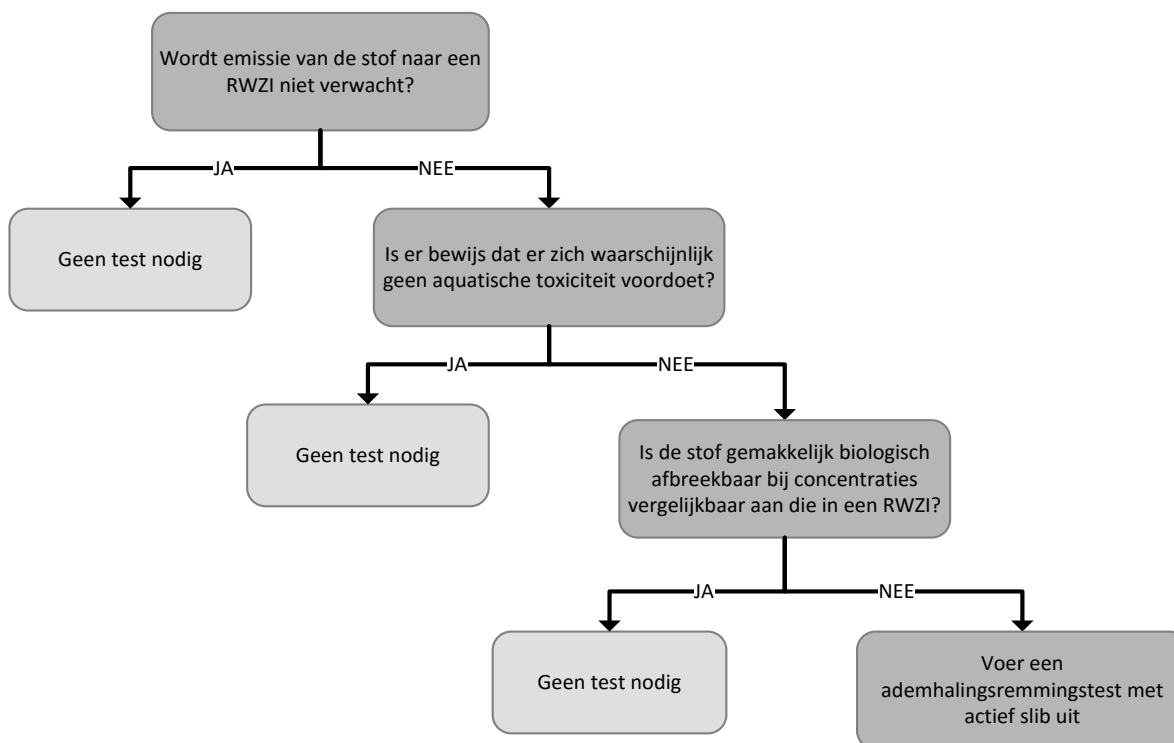 Wordt emissie van de stof naar een
RWZI niet verwacht?
JA
NEE
Geen test nodig
Is er bewijs dat er zich waarschijnlijk
geen aquatische toxiciteit voordoet?
JA
NEE
Geen test nodig
Is de stof gemakkelijk biologisch
afbreekbaar bij concentraties
vergelijkbaar aan die in een RWZI?
JA
NEE
Geen test nodig
Voer een
ademhalingsremmingstest met
actief slib uit